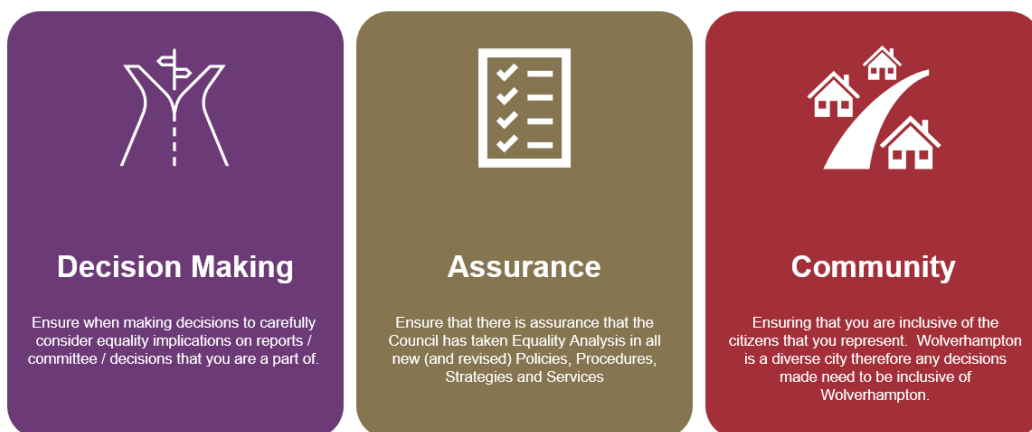 Decision Making
Ensure when making decisions to carefully
consider equality implications on reports /
committee / decisions that you are a part of.
Assurance
Ensure that there is assurance that the
Council has taken Equality Analysis in all
new (and revised) Policies, Procedures,
Strategies and Services
Community
Ensuring that you are inclusive of the
citizens that you represent.  Wolverhampton
is a diverse city therefore any decisions
made need to be inclusive of
Wolverhampton.